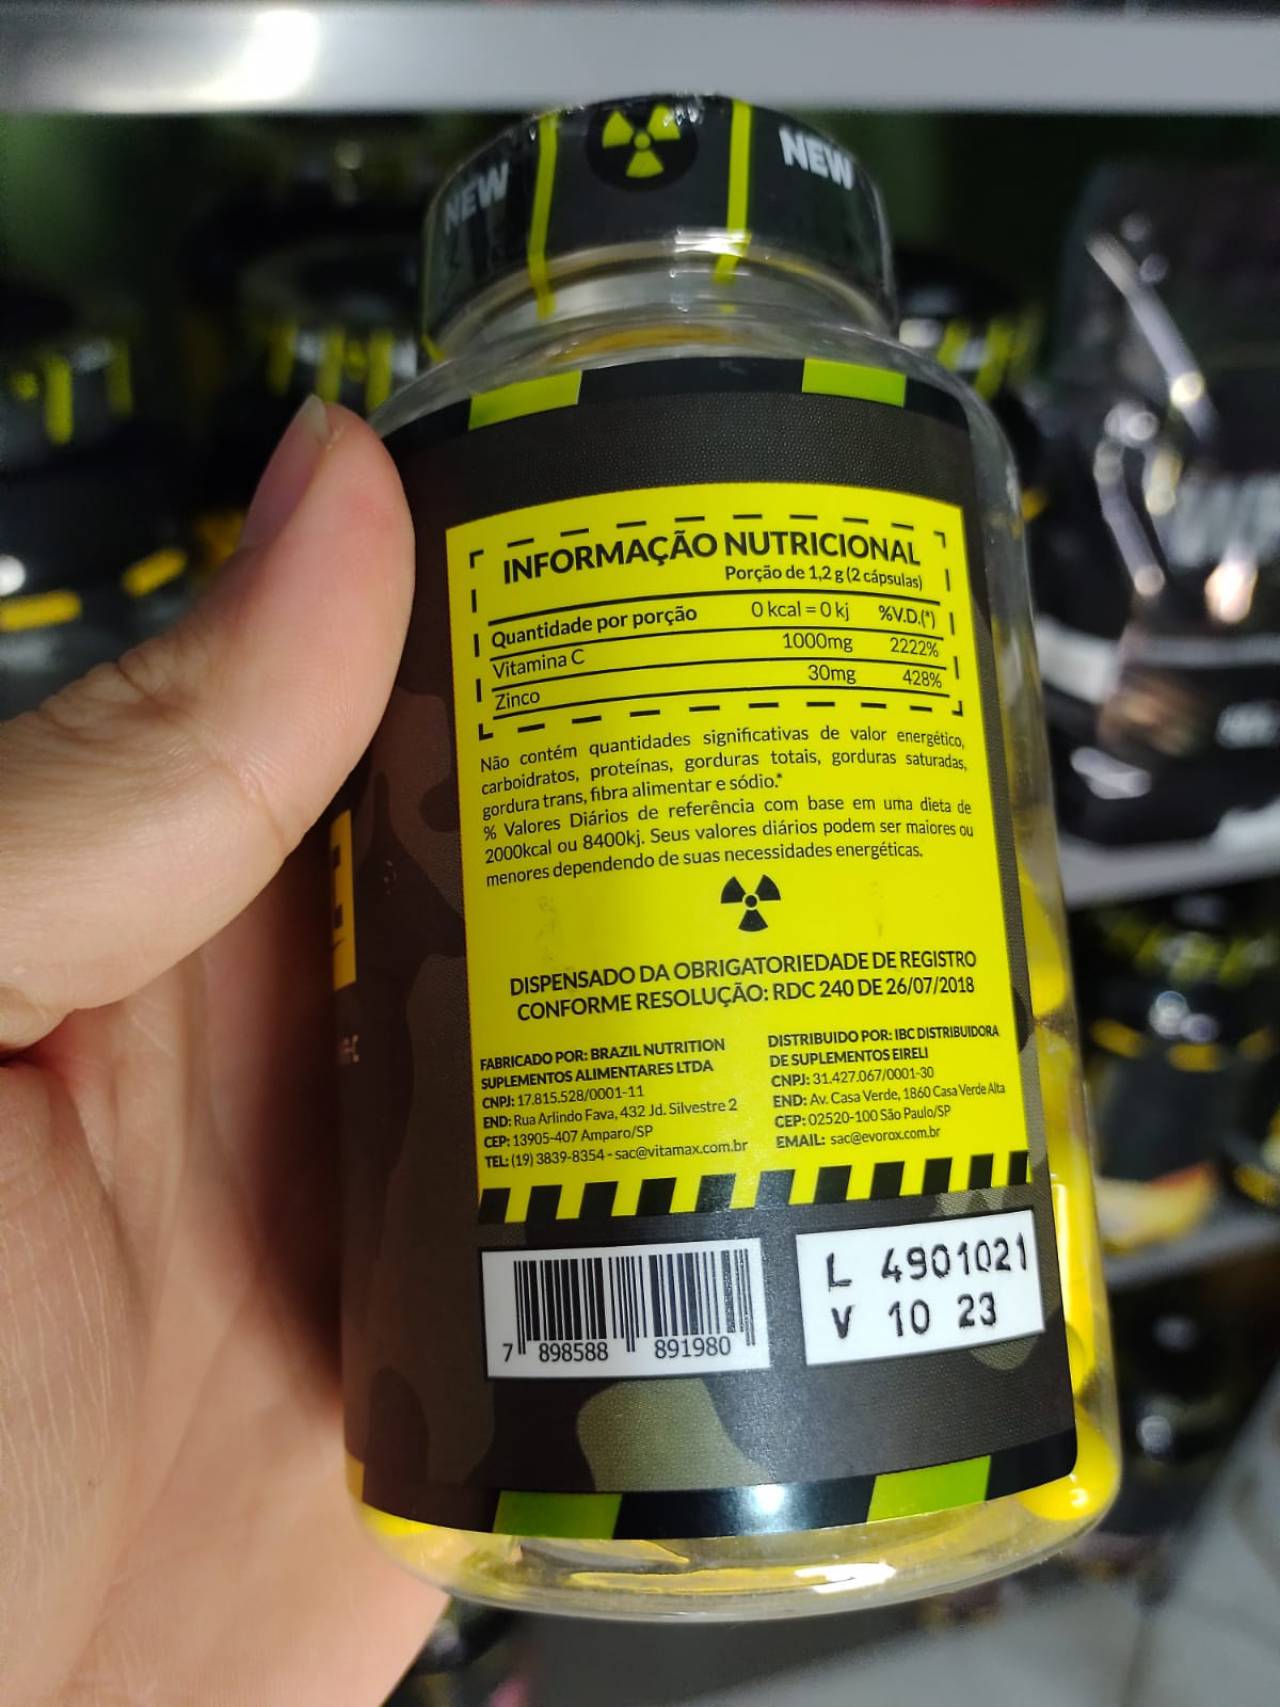 NEW
NEW
INFORMAÇÃO NUTRICIONAL
Porção de 1,2 g (2 cápsulas)
Quantidade por porção 0 kcal = 0 kj %V.D.(*)
Vitamina C 1000mg 2222%
Zinco 30mg 428%
Não contém quantidades significativas de valor energético,
carboidratos, proteínas, gorduras totais, gorduras saturadas,
gordura trans, fibra alimentar e sódio.*
% Valores Diários de referência com base em uma dieta de
2000kcal ou 8400kj. Seus valores diários podem ser maiores ou
menores dependendo de suas necessidades energéticas.
DISPENSADO DA OBRIGATORIEDADE DE REGISTRO
CONFORME RESOLUÇÃO: RDC 240 DE 26/07/2018
FABRICADO POR: BRAZIL NUTRITION
SUPLEMENTOS ALIMENTARES LTDA
CNPJ: 17.815.528/0001-11
END: Rua Arlindo Fava, 432 Jd. Silvestre 2
CEP: 13905-407 Amparo/SP
TEL: (19) 3839-8354 - sac@vitamax.com.br
DISTRIBUIDO POR: IBC DISTRIBUIDORA
DE SUPLEMENTOS EIRELI
CNPJ: 31.427.067/0001-30
END: Av. Casa Verde, 1860 Casa Verde Alta
CEP: 02520-100 São Paulo/SP
EMAIL: sac@evorox.com.br
7 898588 891980
L 4901021
V 10 23